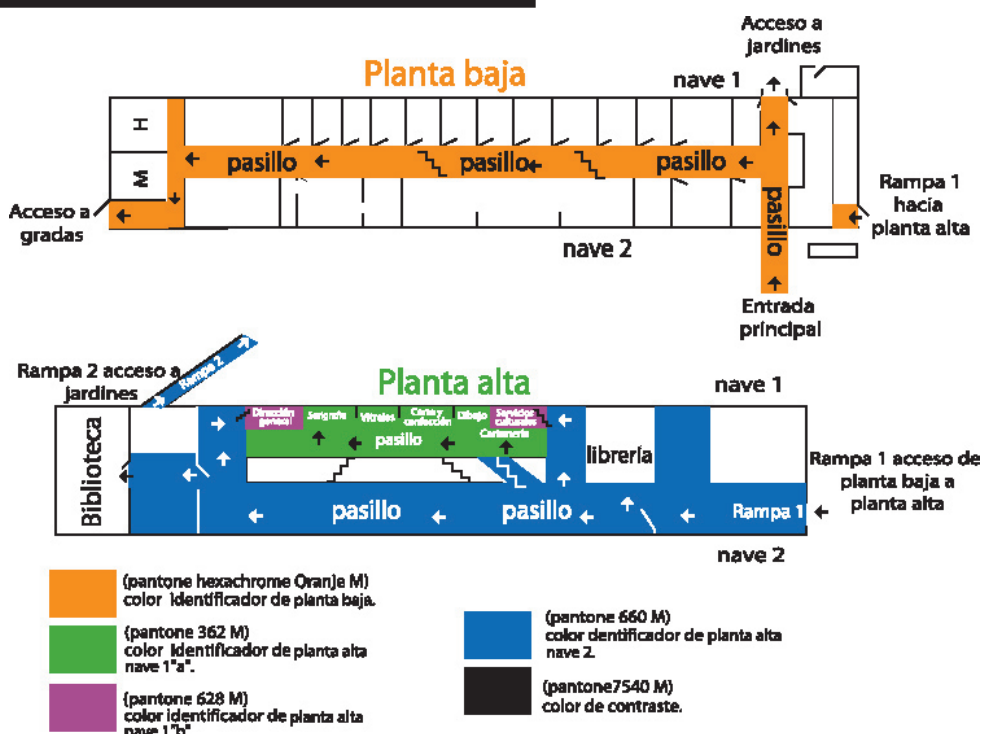 Acceso a
jardines
Planta baja
nave 1
H
M
pasillo
pasillo
pasillo
pasillo
Acceso a
gradas
Rampa 1
hacia
planta alta
nave 2
Entrada
principal
Rampa 2 acceso a
jardines
Rampa 2
Planta alta
nave 1
Dirección
general
Serigrafía
Vitrales
Corte y
confección
Dibujo
Servicios
culturales
Cartonería
pasillo
Biblioteca
librería
Rampa 1 acceso de
planta baja a
planta alta
pasillo
pasillo
Rampa 1
nave 2
(pantone hexachrome Oranje M)
color identificador de planta baja.
(pantone 362 M)
color identificador de planta alta
nave 1"a".
(pantone 628 M)
color identificador de planta alta
nave 1"b"
(pantone 660 M)
color dentificador de planta alta
nave 2.
(pantone7540 M)
color de contraste.